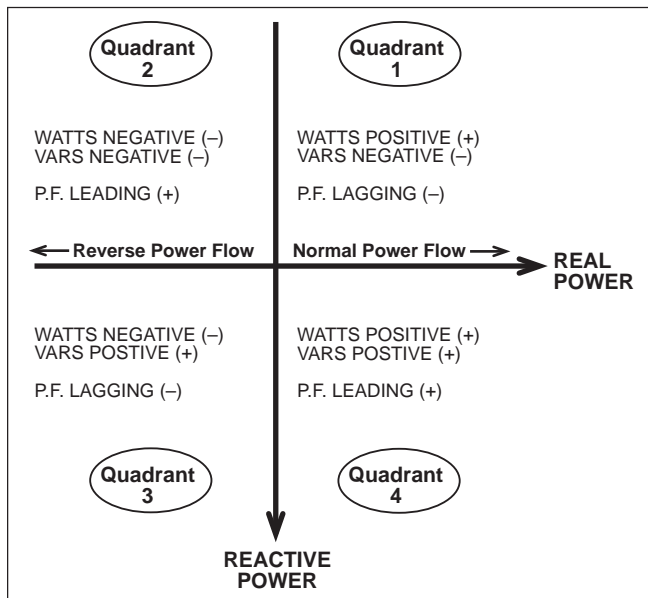 Quadrant
2
Quadrant
1
WATTS NEGATIVE (–)
VARS NEGATIVE (–)
P.F. LEADING (+)
WATTS POSITIVE (+)
VARS NEGATIVE (–)
P.F. LAGGING (–)
Reverse Power Flow
Normal Power Flow
REAL
POWER
WATTS NEGATIVE (–)
VARS POSTIVE (+)
P.F. LAGGING (–)
WATTS POSITIVE (+)
VARS POSTIVE (+)
P.F. LEADING (+)
Quadrant
3
Quadrant
4
REACTIVE
POWER